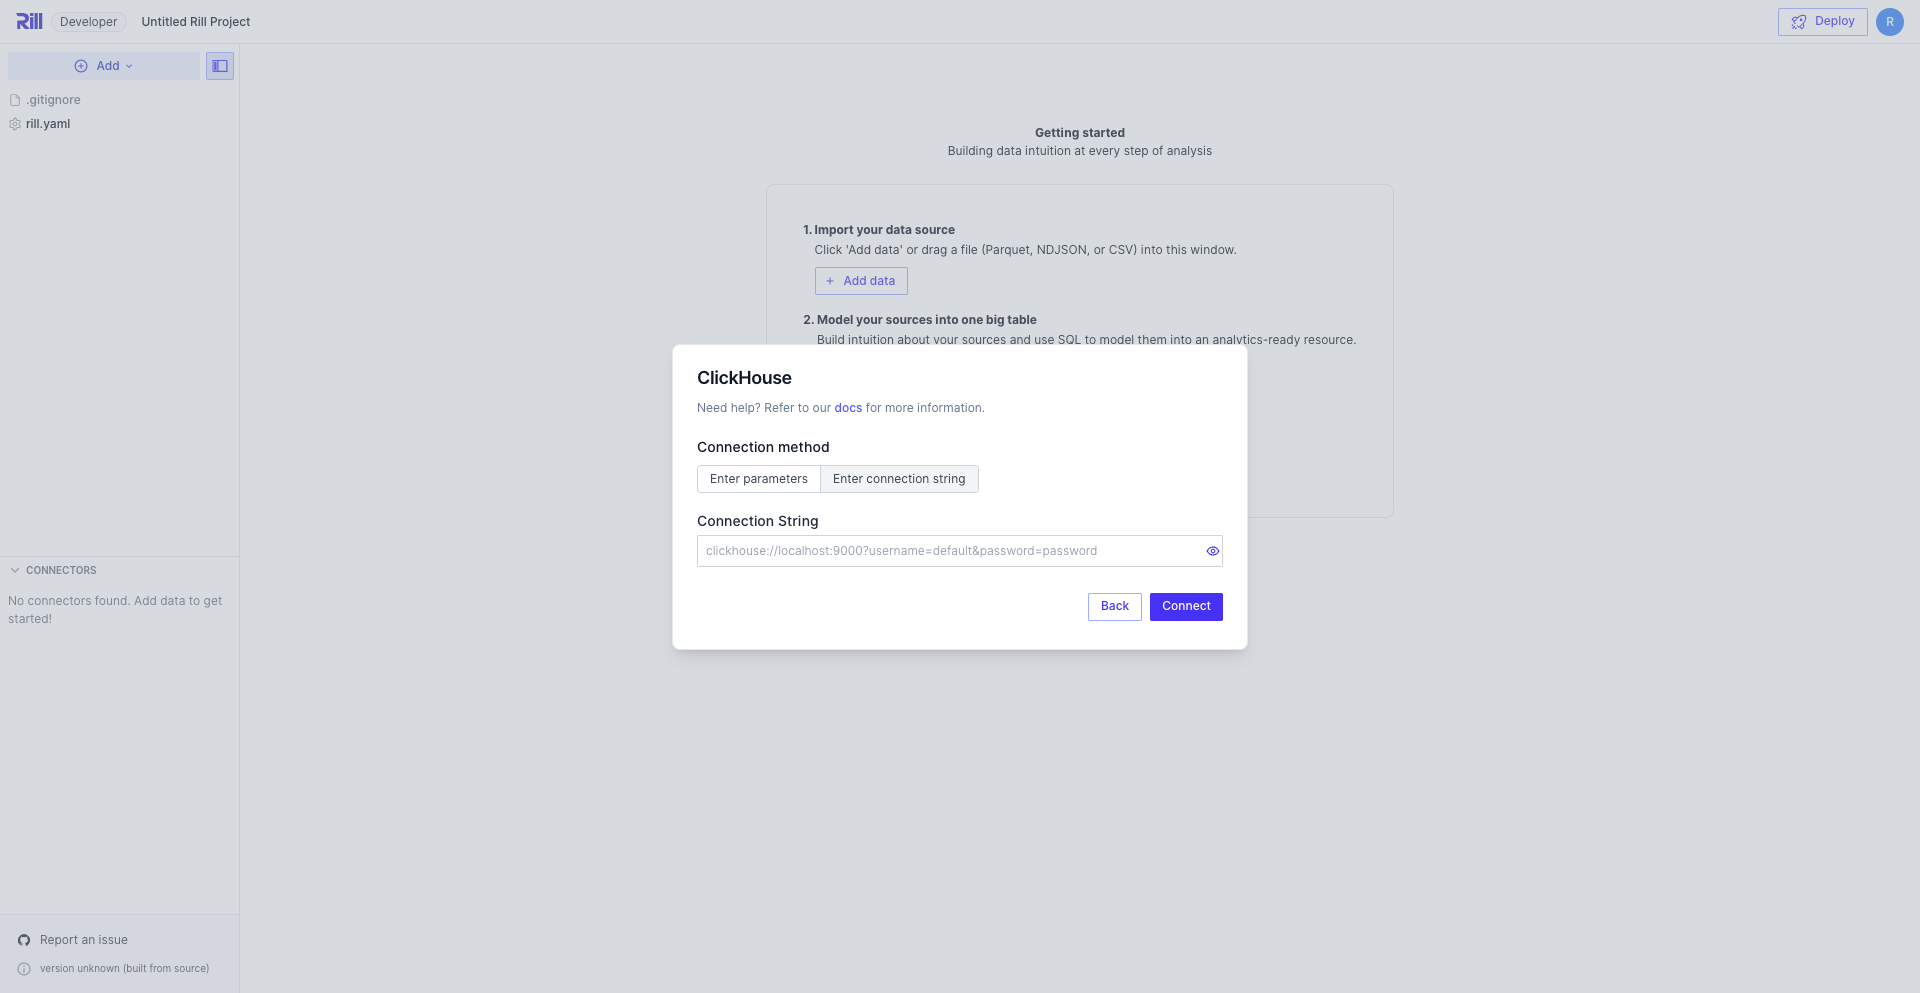 Rill
Developer
Untitled Rill Project
Deploy
R
Add
.gitignore
rill.yaml
Getting started
Building data intuition at every step of analysis
1. Import your data source
Click 'Add data' or drag a file (Parquet, NDJSON, or CSV) into this window.
+ Add data
2. Model your sources into one big table
Build intuition about your sources and use SQL to model them into an analytics-ready resource.
ClickHouse
Need help? Refer to our docs for more information.
Connection method
Enter parameters
Enter connection string
Connection String
clickhouse://localhost:9000?username=default&password=password
Back
Connect
CONNECTORS
No connectors found. Add data to get
started!
Report an issue
version unknown (built from source)